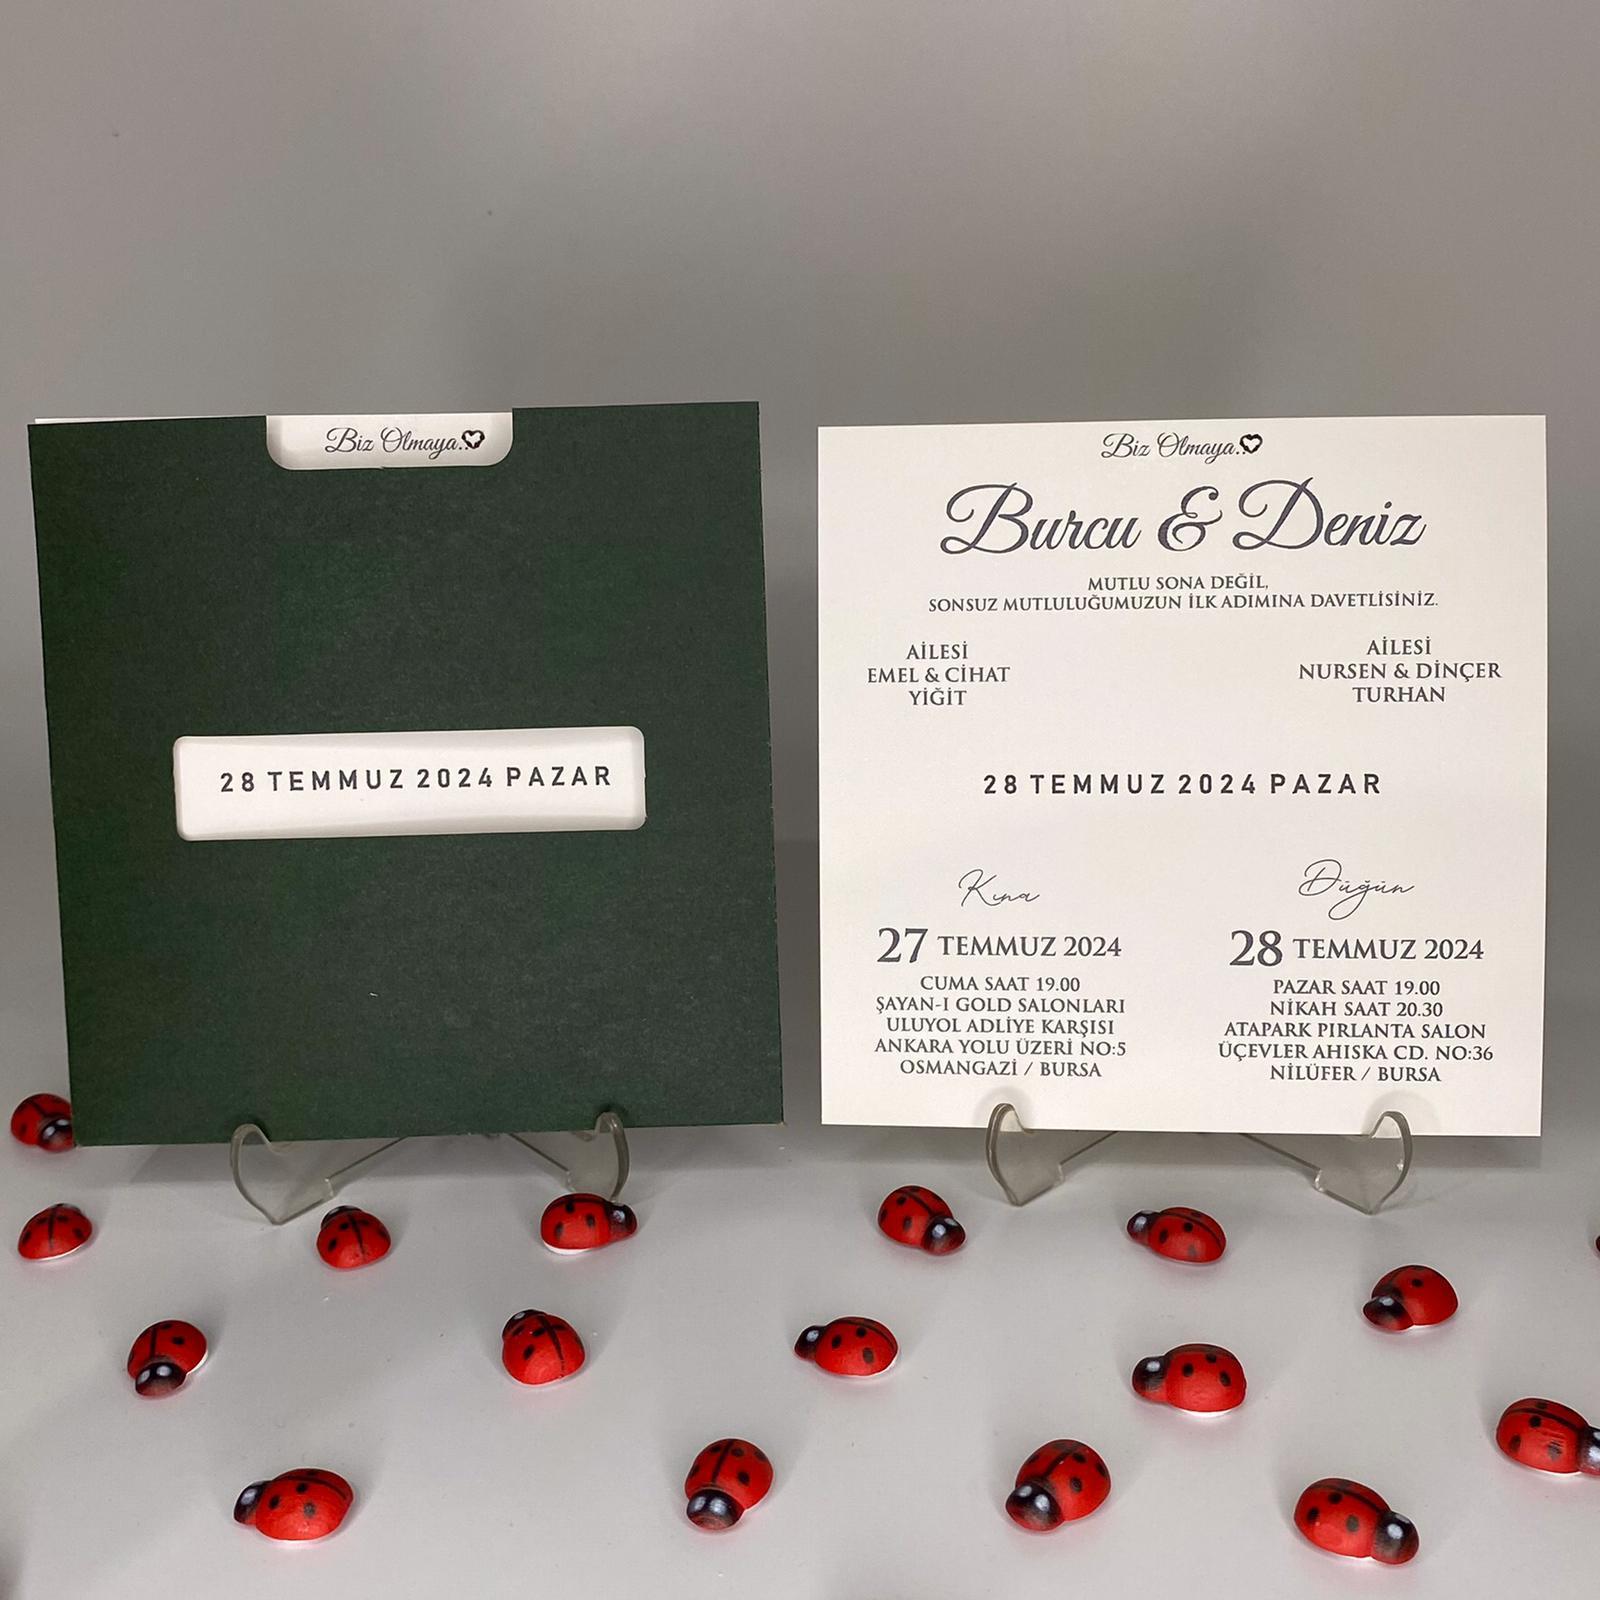 Biz Olmaya..
28 TEMMUZ 2024 PAZAR
Biz Olmaya..
Burcu & Deniz
MUTLU SONA DEĞİL,
SONSUZ MUTLULUĞUMUZUN İLK ADIMINA DAVETLİSİNİZ.
AİLESİ
EMEL & CİHAT
YİĞİT
AİLESİ
NURSEN & DİNÇER
TURHAN
28 TEMMUZ 2024 PAZAR
Kına
27 TEMMUZ 2024
CUMA SAAT 19.00
ŞAYAN-I GOLD SALONLARI
ULUYOL ADLİYE KARŞISI
ANKARA YOLU ÜZERİ NO:5
OSMANGAZİ / BURSA
Düğün
28 TEMMUZ 2024
PAZAR SAAT 19.00
NİKAH SAAT 20.30
ATAPARK PIRLANTA SALON
ÜÇEVLER AHISKA CD. NO:36
NİLÜFER / BURSA